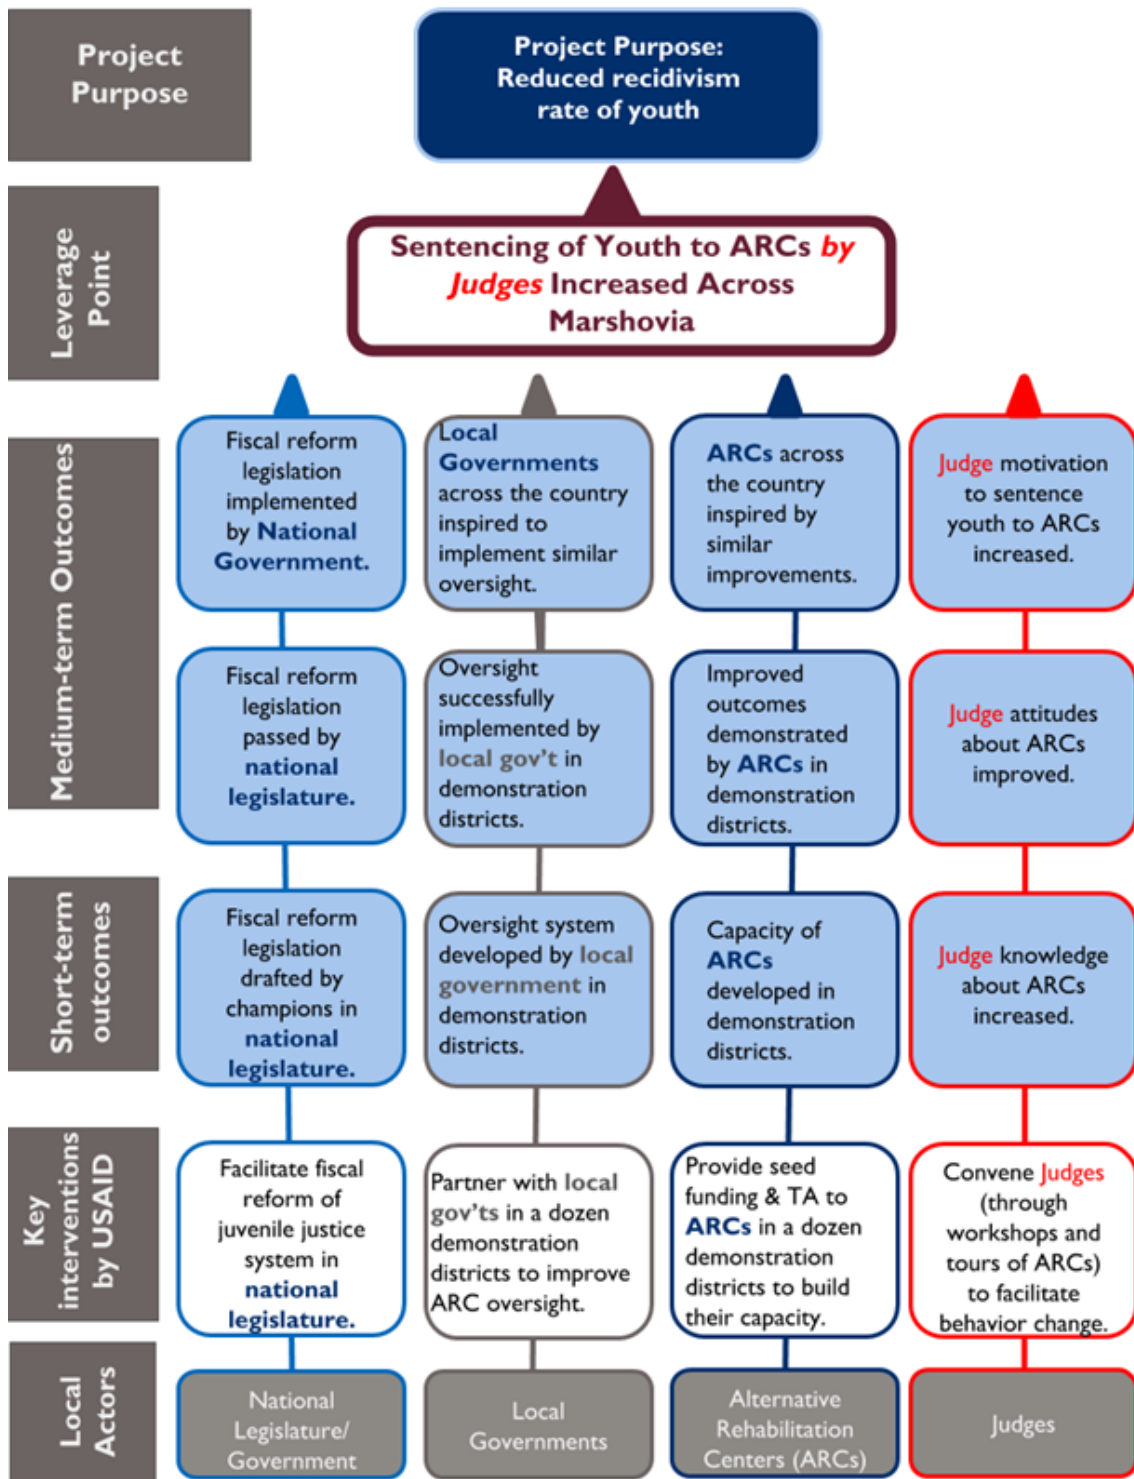 Project
Purpose
Project Purpose:
Reduced recidivism
rate of youth
Leverage
Point
Sentencing of Youth to ARCs by
Judges Increased Across
Marshovia
Medium-term Outcomes
Fiscal reform
legislation
implemented
by National
Government.
Local
Governments
across the country
inspired to
implement similar
oversight.
ARCs across
the country
inspired by
similar
improvements.
Judge motivation
to sentence
youth to ARCs
increased.
Fiscal reform
legislation
passed by
national
legislature.
Oversight
successfully
implemented by
local gov't in
demonstration
districts.
Improved
outcomes
demonstrated
by ARCs in
demonstration
districts.
Judge attitudes
about ARCs
improved.
Short-term
outcomes
Fiscal reform
legislation
drafted by
champions in
national
legislature.
Oversight system
developed by local
government in
demonstration
districts.
Capacity of
ARCs
developed in
demonstration
districts.
Judge knowledge
about ARCs
increased.
Key
interventions
by USAID
Facilitate fiscal
reform of
juvenile justice
system in
national
legislature.
Partner with local
gov'ts in a dozen
demonstration
districts to improve
ARC oversight.
Provide seed
funding & TA to
ARCs in a dozen
demonstration
districts to build
their capacity.
Convene Judges
(through
workshops and
tours of ARCs)
to facilitate
behavior change.
Local
Actors
National
Legislature/
Government
Local
Governments
Alternative
Rehabilitation
Centers (ARCs)
Judges